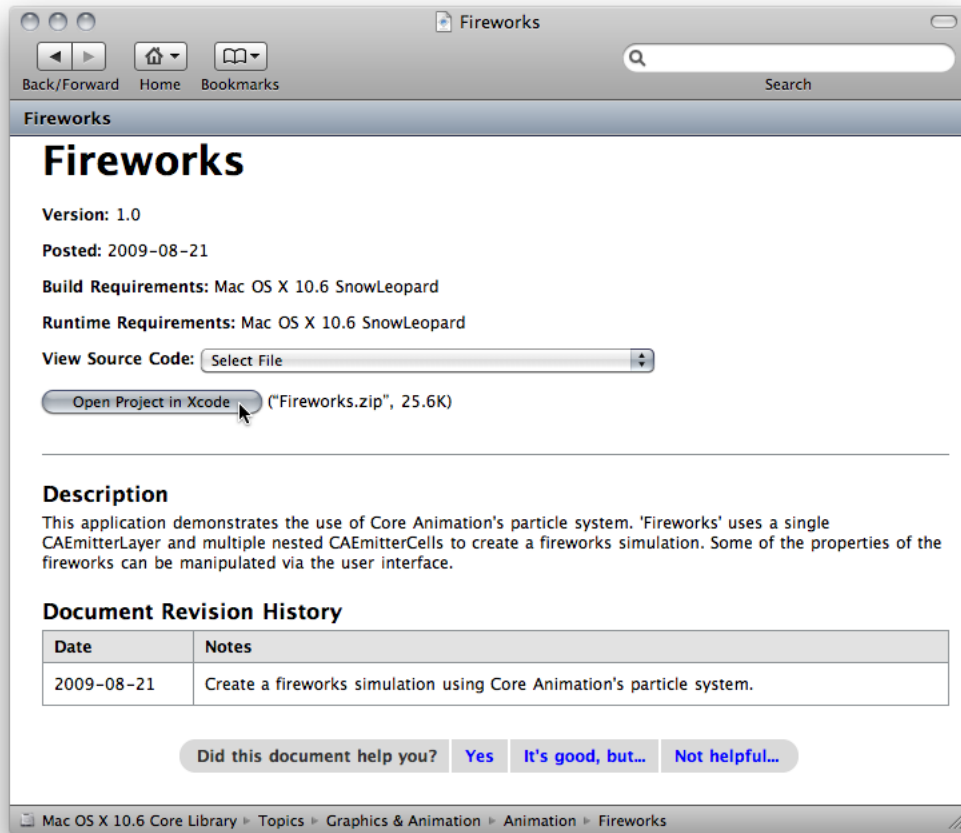 Fireworks
Back/Forward Home Bookmarks
Search
Fireworks
Fireworks
Version: 1.0
Posted: 2009-08-21
Build Requirements: Mac OS X 10.6 SnowLeopard
Runtime Requirements: Mac OS X 10.6 SnowLeopard
View Source Code: Select File
Open Project in Xcode ("Fireworks.zip", 25.6K)
Description
This application demonstrates the use of Core Animation's particle system. 'Fireworks' uses a single
CAEmitterLayer and multiple nested CAEmitterCells to create a fireworks simulation. Some of the properties of the
fireworks can be manipulated via the user interface.
Document Revision History
Date Notes
2009-08-21 Create a fireworks simulation using Core Animation's particle system.
Did this document help you? Yes It's good, but... Not helpful...
Mac OS X 10.6 Core Library ▸ Topics ▸ Graphics & Animation ▸ Animation ▸ Fireworks